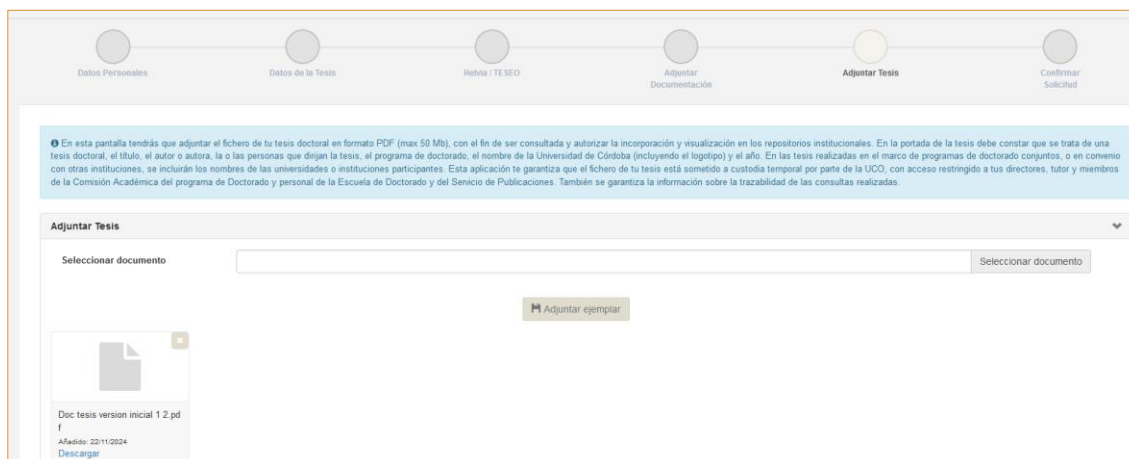 Datos Personales
Datos de la Tesis
Helvia / TESEO
Adjuntar
Documentación
Adjuntar Tesis
Confirmar
Solicitud
En esta pantalla tendrás que adjuntar el fichero de tu tesis doctoral en formato PDF (max 50 Mb), con el fin de ser consultada y autorizar la incorporación y visualización en los repositorios institucionales. En la portada de la tesis debe constar que se trata de una
tesis doctoral, el título, el autor o autora, la o las personas que dirijan la tesis, el programa de doctorado, el nombre de la Universidad de Córdoba (incluyendo el logotipo) y el año. En las tesis realizadas en el marco de programas de doctorado conjuntos, o en convenio
con otras instituciones, se incluirán los nombres de las universidades o instituciones participantes. Esta aplicación te garantiza que el fichero de tu tesis está sometido a custodia temporal por parte de la UCO, con acceso restringido a tus directores, tutor y miembros
de la Comisión Académica del programa de Doctorado y personal de la Escuela de Doctorado y del Servicio de Publicaciones. También se garantiza la información sobre la trazabilidad de las consultas realizadas.
Adjuntar Tesis
Seleccionar documento
Seleccionar documento
Adjuntar ejemplar
Doc tesis version inicial 1 2.pd
f
Añadido: 22/11/2024
Descargar